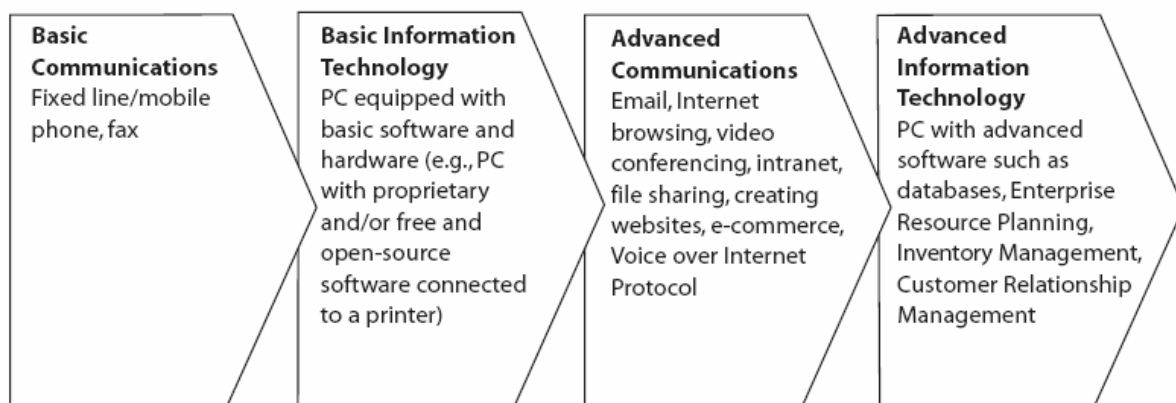 Basic
Communications
Fixed line/mobile
phone, fax
Basic Information
Technology
PC equipped with
basic software and
hardware (e.g., PC
with proprietary
and/or free and
open-source
software connected
to a printer)
Advanced
Communications
Email, Internet
browsing, video
conferencing, intranet,
file sharing, creating
websites, e-commerce,
Voice over Internet
Protocol
Advanced
Information
Technology
PC with advanced
software such as
databases, Enterprise
Resource Planning,
Inventory Management,
Customer Relationship
Management